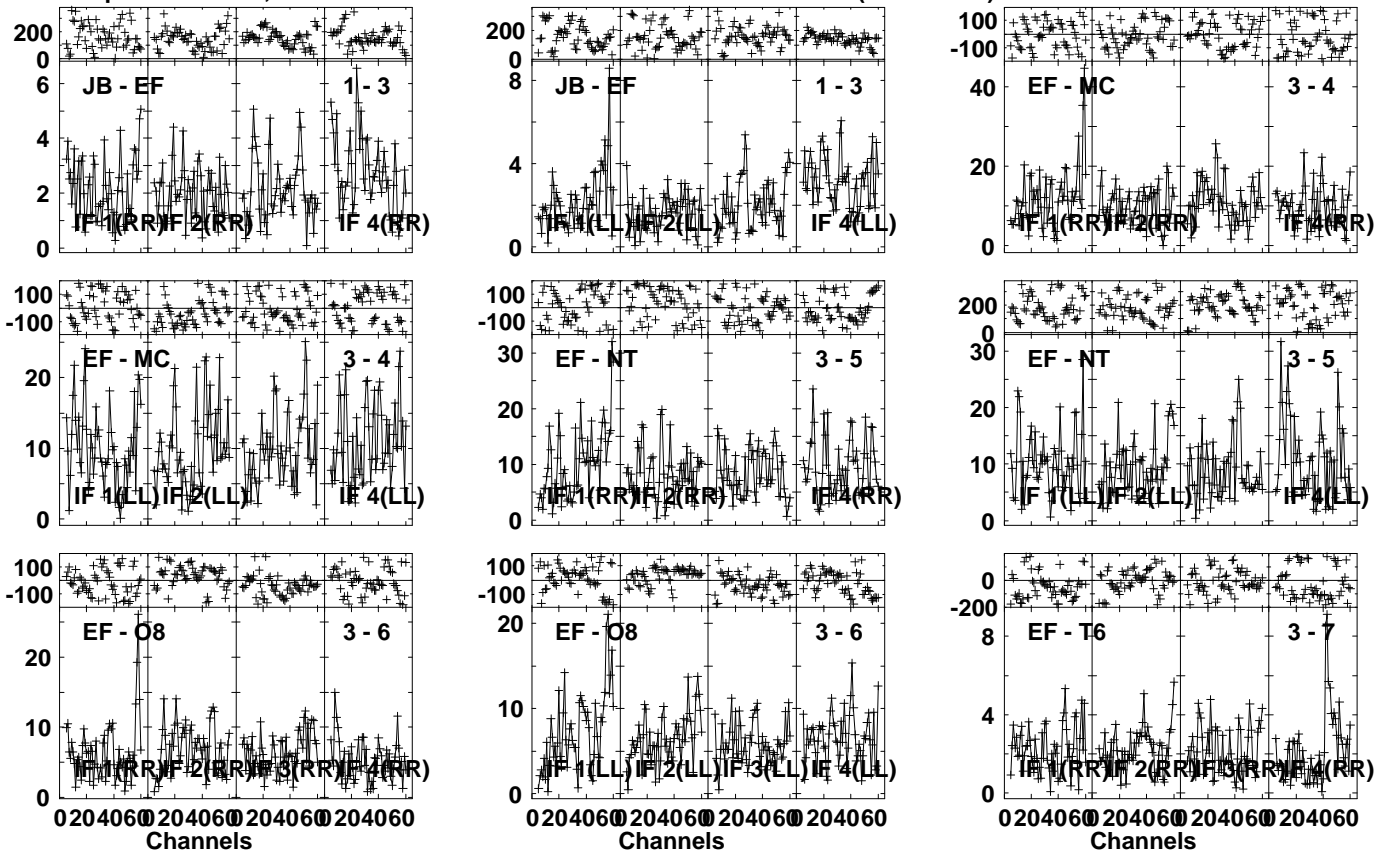 200
0
6
4
2
0
JB - EF 1 - 3
IF 1(RR) IF 2(RR) IF 4(RR)
200
0
8
4
0
JB - EF 1 - 3
IF 1(LL) IF 2(LL) IF 4(LL)
100
-100
40
20
0
EF - MC 3 - 4
IF 1(RR) IF 2(RR) IF 4(RR)
100
-100
20
10
0
EF - MC 3 - 4
IF 1(LL) IF 2(LL) IF 4(LL)
100
-100
30
20
10
0
EF - NT 3 - 5
IF 1(RR) IF 2(RR) IF 4(RR)
200
0
30
20
10
0
EF - NT 3 - 5
IF 1(LL) IF 2(LL) IF 4(LL)
100
-100
20
10
0
EF - O8 3 - 6
IF 1(RR) IF 2(RR) IF 3(RR) IF 4(RR)
0 20 40 60 0 20 40 60 0 20 40 60 0 20 40 60
Channels
100
-100
20
10
0
EF - O8 3 - 6
IF 1(LL) IF 2(LL) IF 3(LL) IF 4(LL)
0 20 40 60 0 20 40 60 0 20 40 60 0 20 40 60
Channels
0
-200
8
4
0
EF - T6 3 - 7
IF 1(RR) IF 2(RR) IF 3(RR) IF 4(RR)
0 20 40 60 0 20 40 60 0 20 40 60 0 20 40 60
Channels